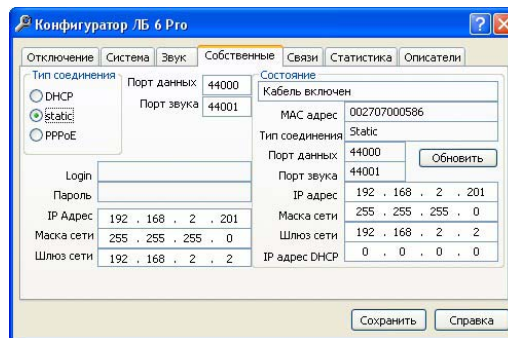 Конфигуратор ЛБ 6 Pro
Отключение Система Звук Собственные Связи Статистика Описатели
Тип соединения
DHCP
static
PPPoE
Порт данных 44000
Порт звука 44001
Login
Пароль
IP Адрес 192 . 168 . 2 . 201
Маска сети 255 . 255 . 255 . 0
Шлюз сети 192 . 168 . 2 . 2
Состояние
Кабель включен
MAC адрес 002707000586
Тип соединения Static
Порт данных 44000
Порт звука 44001
Обновить
IP адрес 192 . 168 . 2 . 201
Маска сети 255 . 255 . 255 . 0
Шлюз сети 192 . 168 . 2 . 2
IP адрес DHCP 0 . 0 . 0 . 0
Сохранить Справка